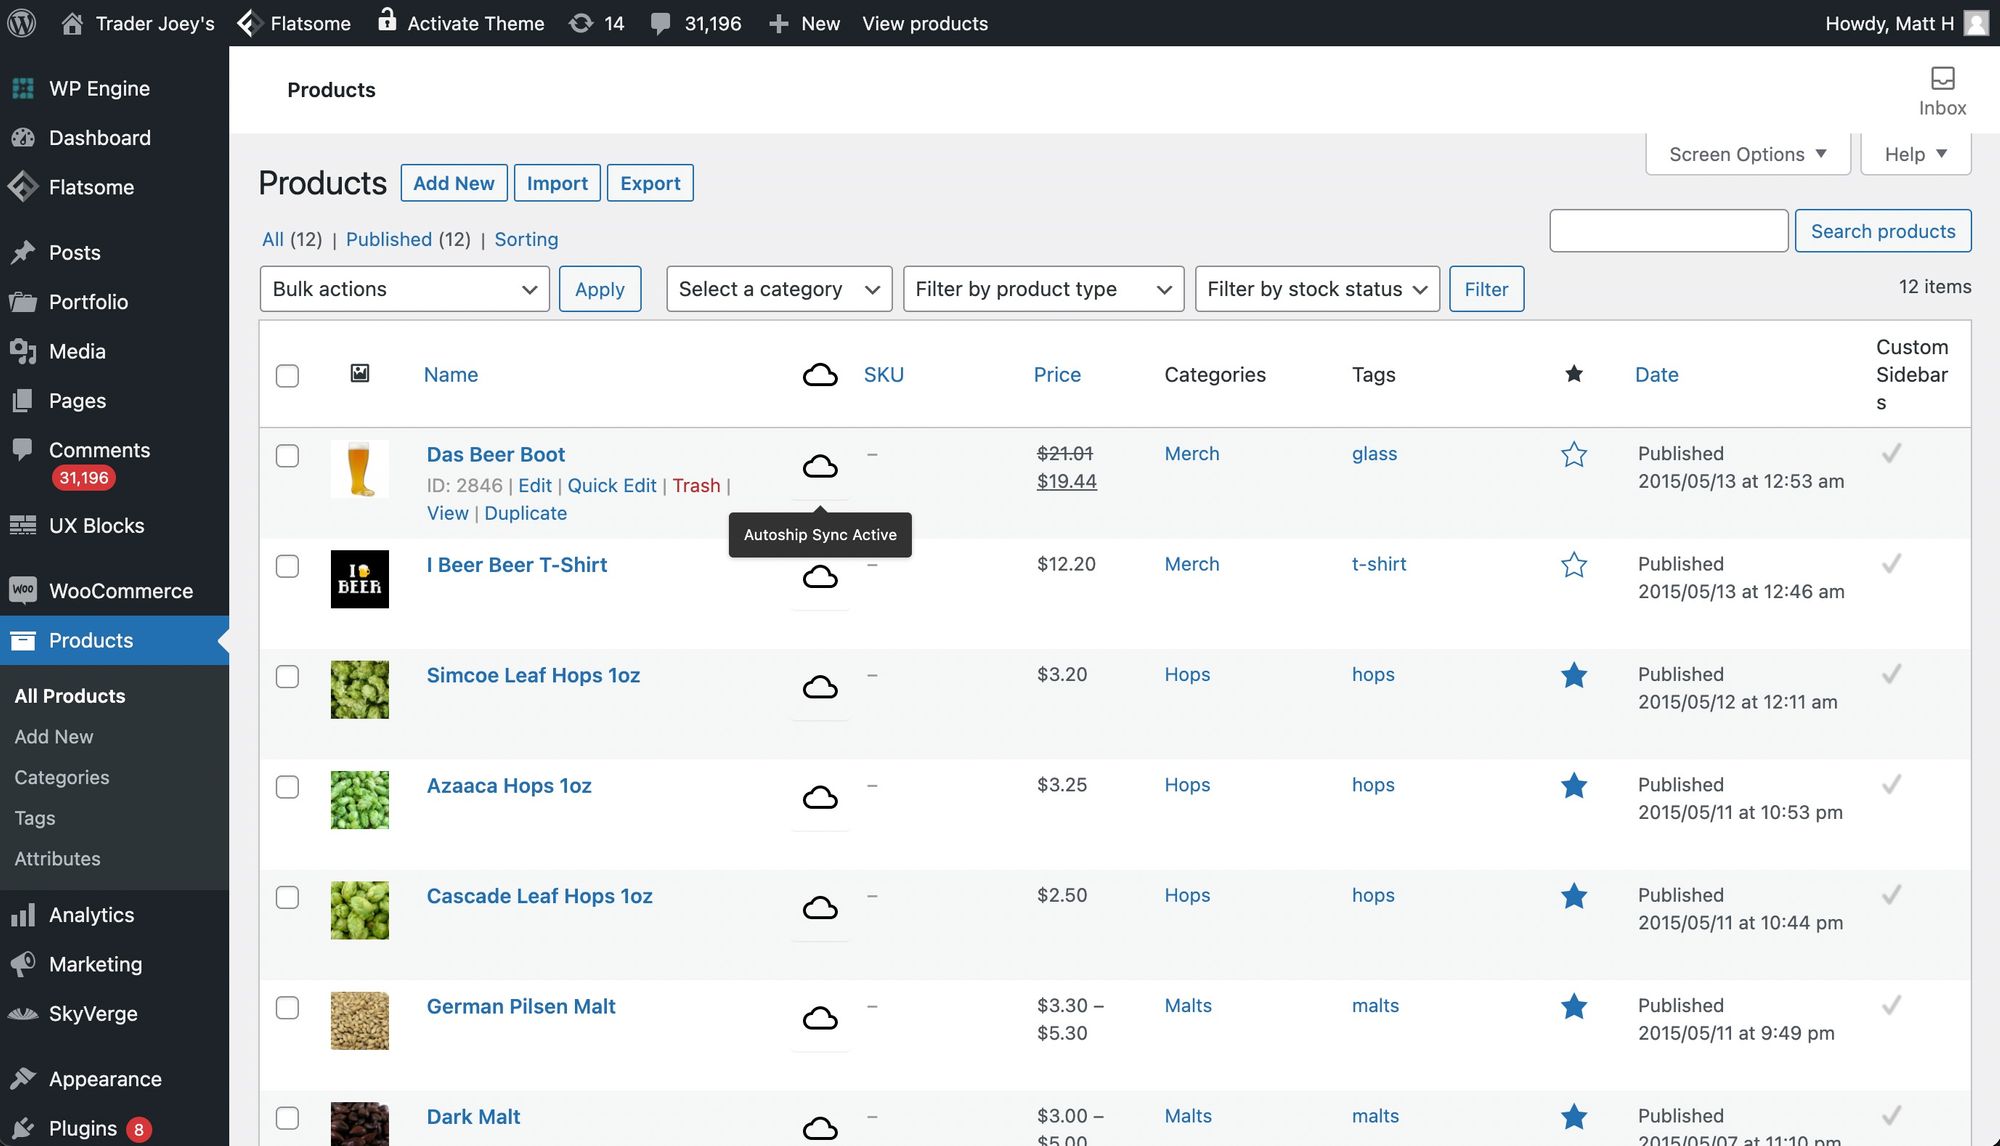 Trader Joey's Flatsome Activate Theme 14 31,196 New View products Howdy, Matt H
WP Engine
Dashboard
Flatsome
Posts
Portfolio
Media
Pages
Comments
31,196
UX Blocks
WOO WooCommerce
Products
All Products
Add New
Categories
Tags
Attributes
Analytics
Marketing
SkyVerge
Appearance
Plugins 8
Products
Inbox
Screen Options ▼ Help ▼
Products Add New Import Export
All (12) | Published (12) | Sorting
Search products
Bulk actions Apply Select a category Filter by product type Filter by stock status Filter
12 items
Name SKU Price Categories Tags ★ Date Custom
Sidebar
s
Das Beer Boot – $21.01 Merch glass Published
ID: 2846 | Edit | Quick Edit | Trash | $19.44 2015/05/13 at 12:53 am
View | Duplicate
Autoship Sync Active
I Beer Beer T-Shirt – $12.20 Merch t-shirt Published
I
BEER
2015/05/13 at 12:46 am
Simcoe Leaf Hops 1oz – $3.20 Hops hops Published
2015/05/12 at 12:11 am
Azaaca Hops 1oz – $3.25 Hops hops Published
2015/05/11 at 10:53 pm
Cascade Leaf Hops 1oz – $2.50 Hops hops Published
2015/05/11 at 10:44 pm
German Pilsen Malt – $3.30 – Malts malts Published
$5.30 2015/05/11 at 9:49 pm
Dark Malt – $3.00 – Malts malts Published
$5.00 2015/05/07 at 11:10 pm